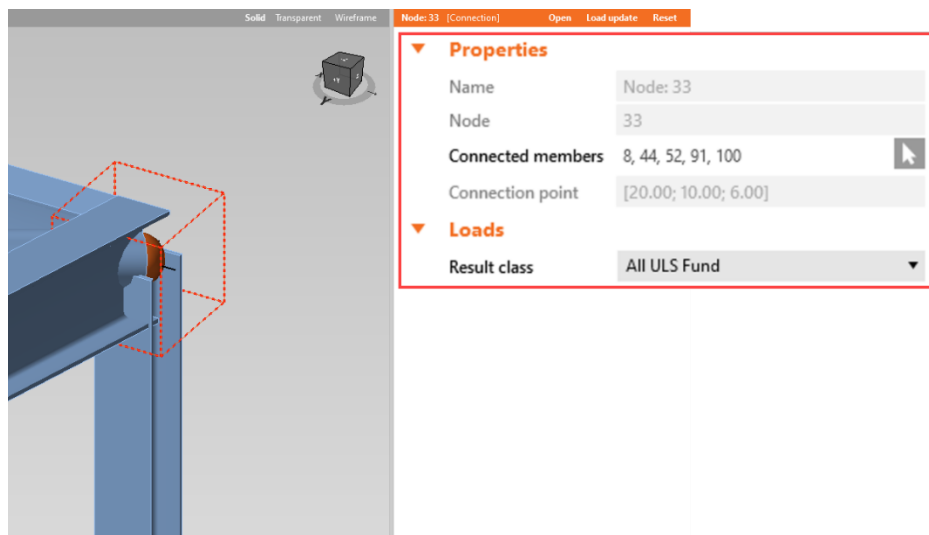 Solid Transparent Wireframe
Node: 33 [Connection] Open Load update Reset
Properties
Name Node: 33
Node 33
Connected members 8, 44, 52, 91, 100
Connection point [20.00; 10.00; 6.00]
Loads
Result class All ULS Fund